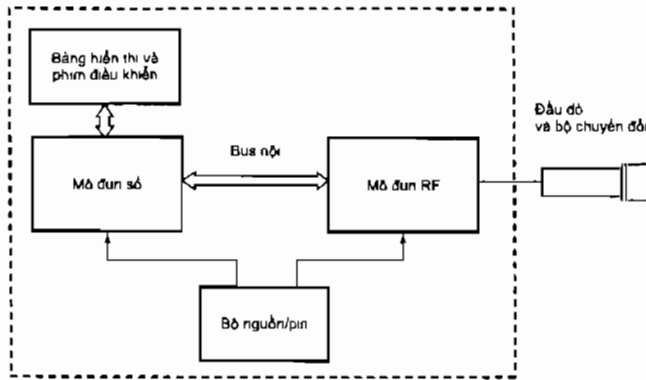 Bảng hiển thị và
phím điều khiển
Đầu dò
và bộ chuyển đổi
Bus nội
Mô đun số
Mô đun RF
Bộ nguồn/pin